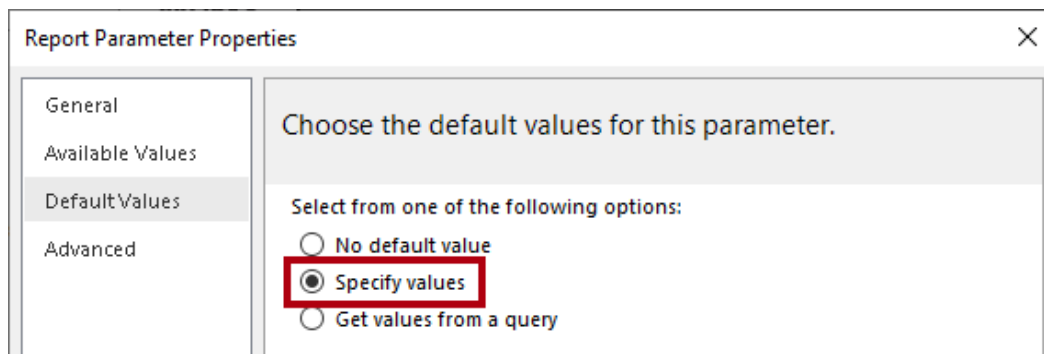 Report Parameter Properties
General
Available Values
Default Values
Advanced
Choose the default values for this parameter.
Select from one of the following options:
No default value
Specify values
Get values from a query